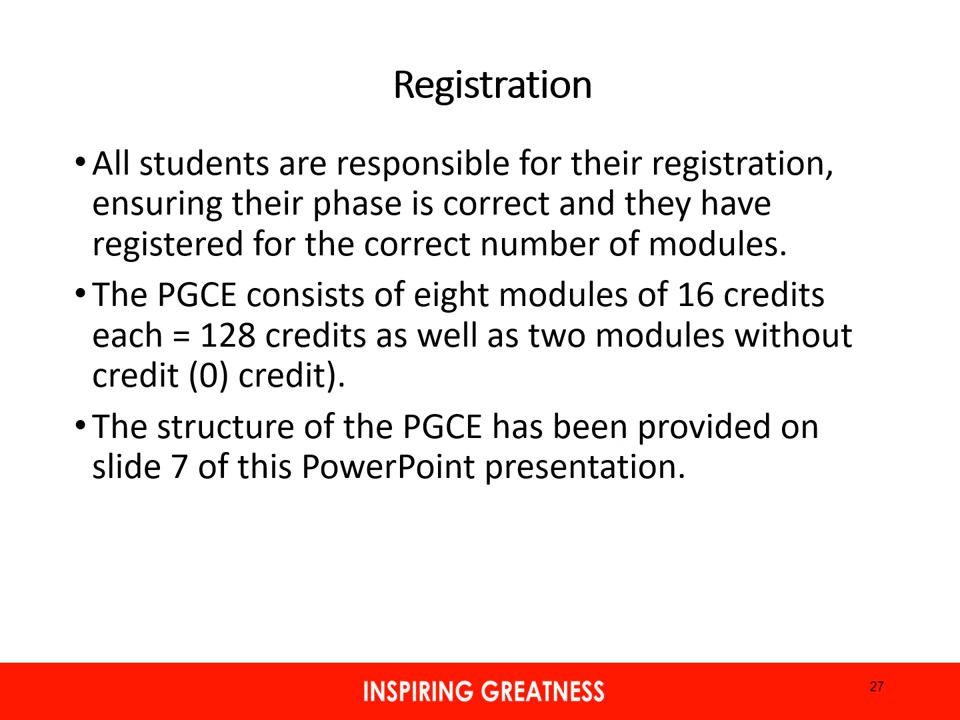 Registration
•All students are responsible for their registration,
ensuring their phase is correct and they have
registered for the correct number of modules.
•The PGCE consists of eight modules of 16 credits
each = 128 credits as well as two modules without
credit (0) credit).
•The structure of the PGCE has been provided on
slide 7 of this PowerPoint presentation.
INSPIRING GREATNESS
27